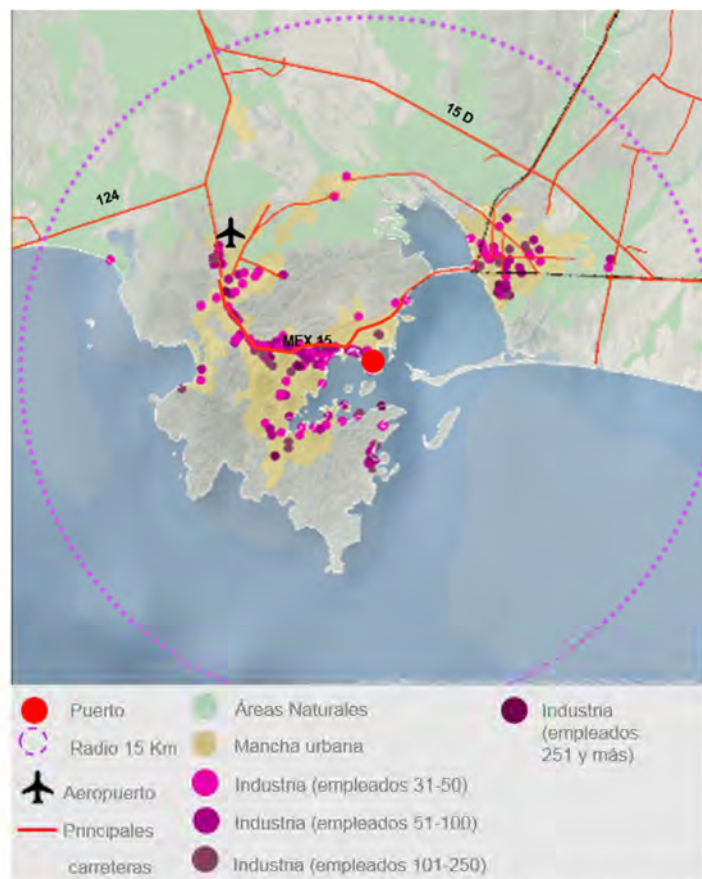 15 D
124
MEX 15
Puerto
Radio 15 Km
Aeropuerto
Principales
carreteras
Áreas Naturales
Mancha urbana
Industria (empleados 31-50)
Industria (empleados 51-100)
Industria (empleados 101-250)
Industria
(empleados
251 y más)